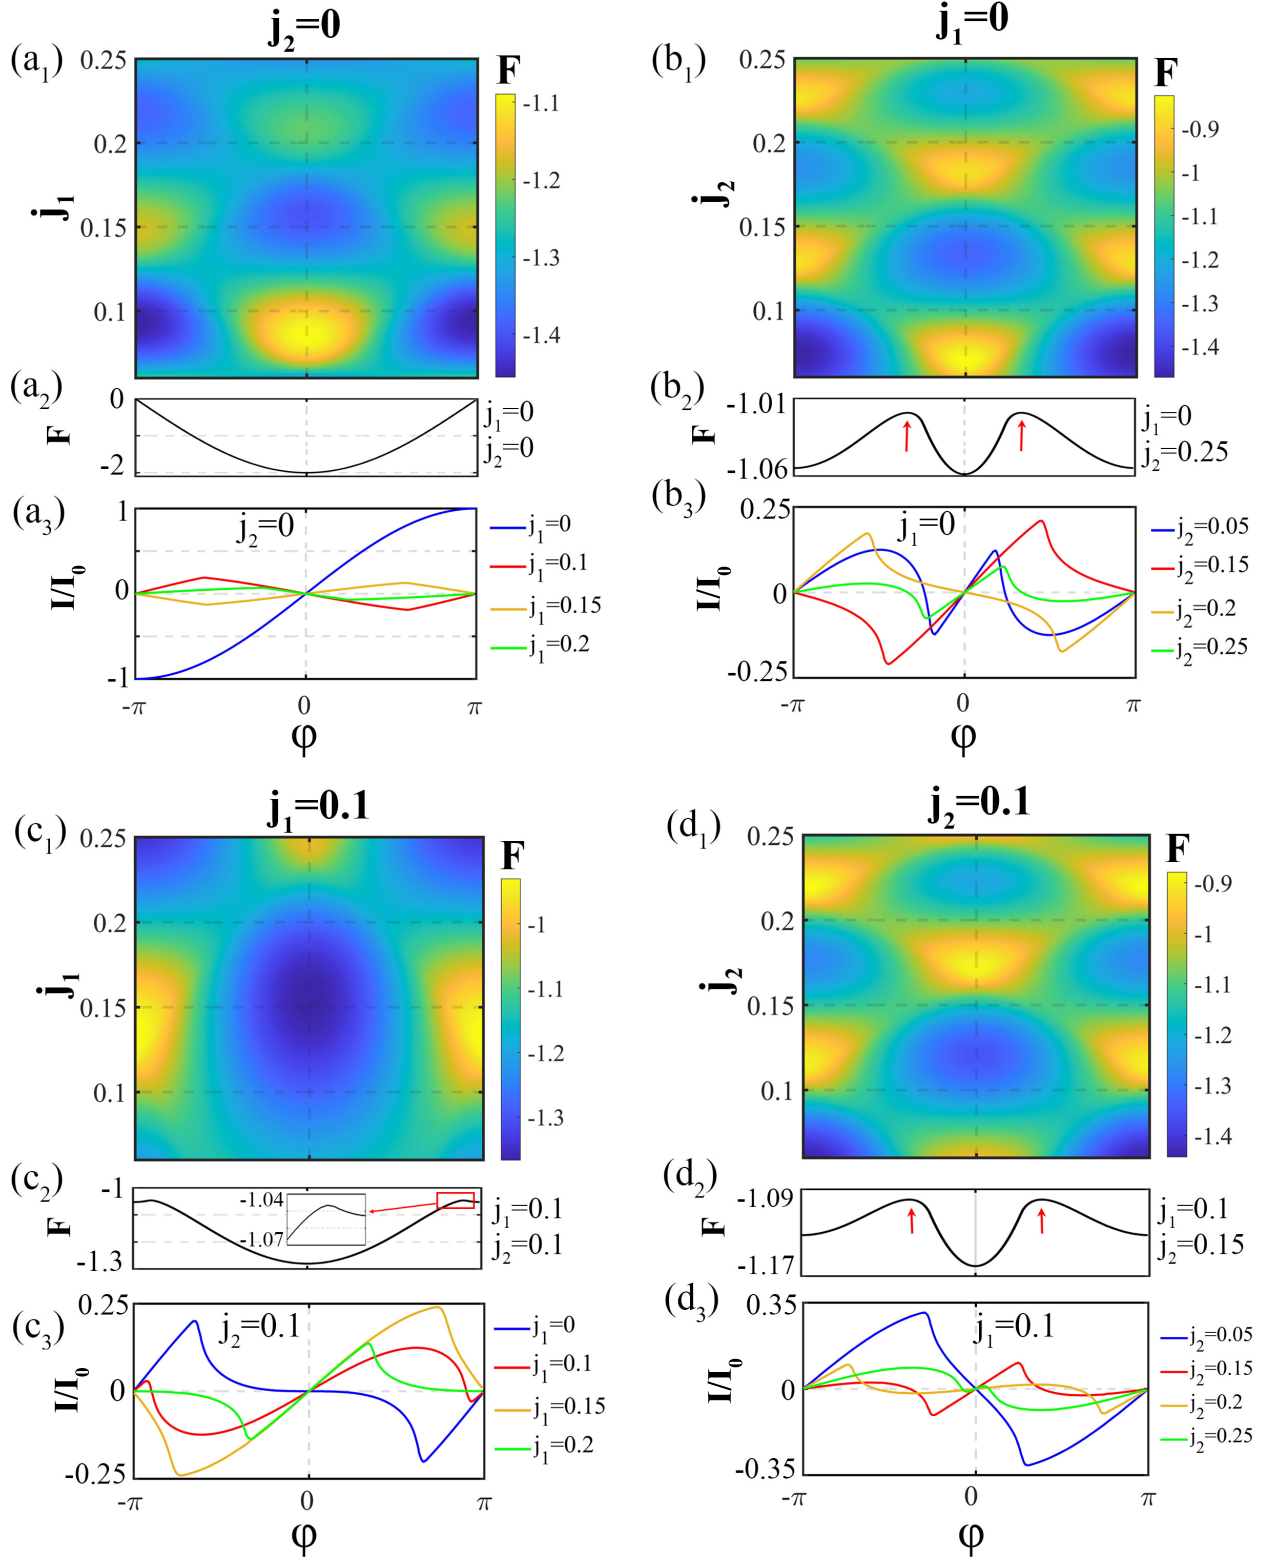 j2=0
(a1)
0.25
0.2
0.15
0.1
j1
F
-1.1
-1.2
-1.3
-1.4
(a2)
0
-2
F
j1=0
j2=0
(a3)
1
0
-1
I/I0
j2=0
j1=0
j1=0.1
j1=0.15
j1=0.2
-π
0
π
φ
j1=0
(b1)
0.25
0.2
0.15
0.1
j2
F
-0.9
-1
-1.1
-1.2
-1.3
-1.4
(b2)
-1.01
-1.06
F
j1=0
j2=0.25
(b3)
0.25
0
-0.25
I/I0
j1=0
j2=0.05
j2=0.15
j2=0.2
j2=0.25
-π
0
π
φ
j1=0.1
(c1)
0.25
0.2
0.15
0.1
j1
F
-1
-1.1
-1.2
-1.3
(c2)
-1
-1.3
F
-1.04
-1.07
j1=0.1
j2=0.1
(c3)
0.25
0
-0.25
I/I0
j2=0.1
j1=0
j1=0.1
j1=0.15
j1=0.2
-π
0
π
φ
j2=0.1
(d1)
0.25
0.2
0.15
0.1
j2
F
-0.9
-1
-1.1
-1.2
-1.3
-1.4
(d2)
-1.09
-1.17
F
j1=0.1
j2=0.15
(d3)
0.35
0
-0.35
I/I0
j1=0.1
j2=0.05
j2=0.15
j2=0.2
j2=0.25
-π
0
π
φ